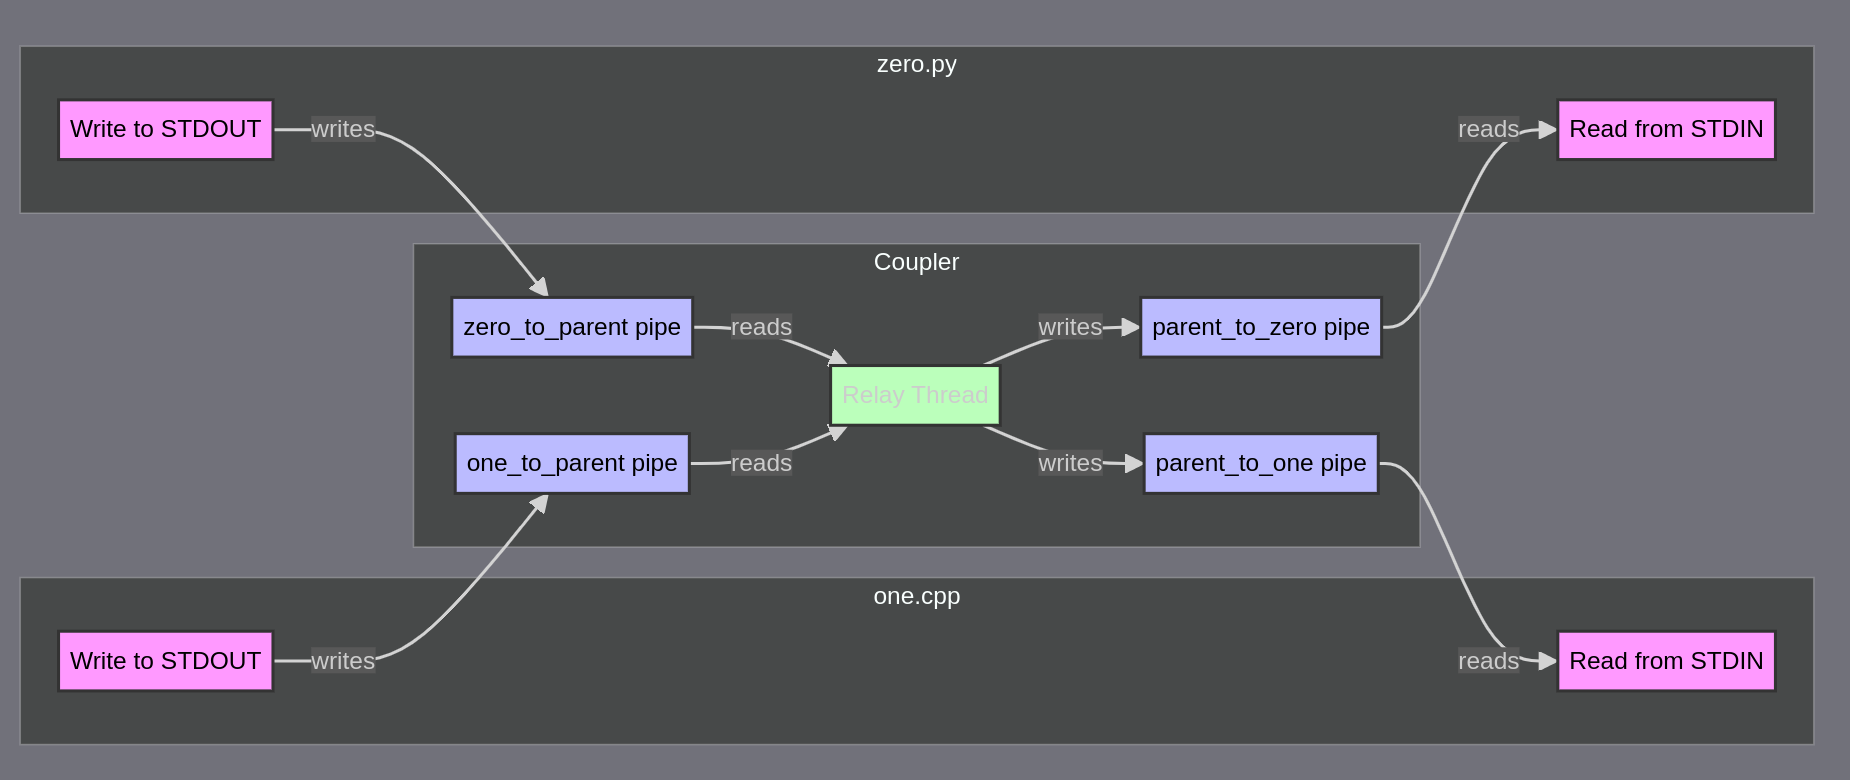 zero.py
Write to STDOUT
writes
reads
Read from STDIN
Coupler
zero_to_parent pipe
reads
writes
parent_to_zero pipe
Relay Thread
one_to_parent pipe
reads
writes
parent_to_one pipe
one.cpp
Write to STDOUT
writes
reads
Read from STDIN